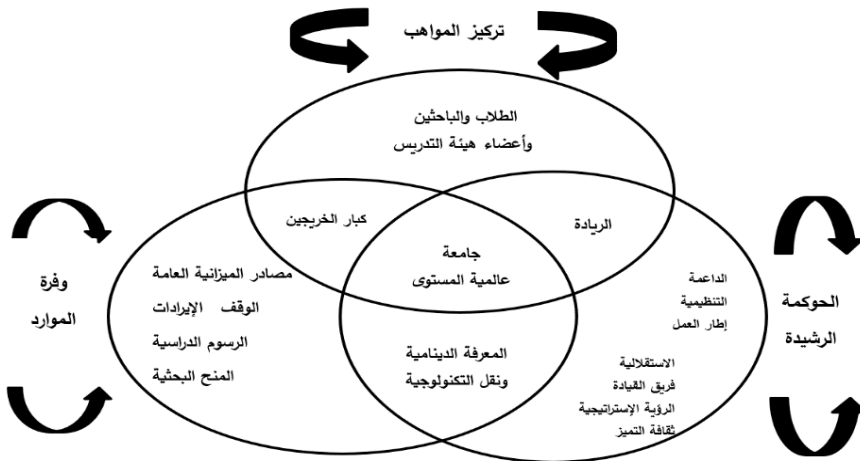 تركيز المواهب
الطلاب والباحثين
وأعضاء هيئة التدريس
كبار الخريجين
الريادة
جامعة
عالمية المستوى
وفرة
الموارد
مصادر الميزانية العامة
الوقف الإيرادات
الرسوم الدراسية
المنح البحثية
المعرفة الدينامية
ونقل التكنولوجية
الداعمة
التنظيمية
إطار العمل
الاستقلالية
فريق القيادة
الرؤية الإستراتيجية
ثقافة التميز
الحوكمة
الرشيدة